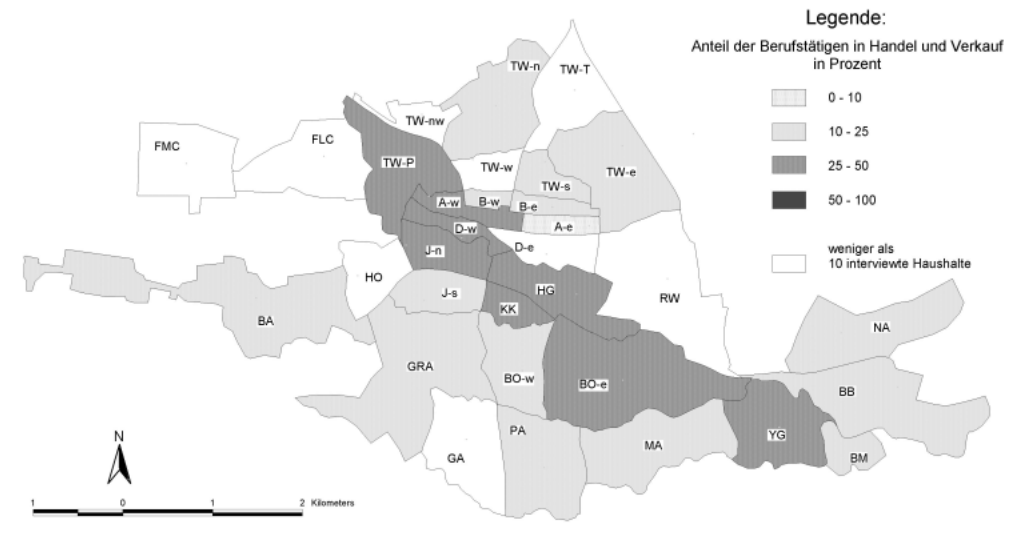 Legende:
Anteil der Berufstätigen in Handel und Verkauf
in Prozent
0 - 10
10 - 25
25 - 50
50 - 100
weniger als
10 interviewte Haushalte
TW-n
TW-T
TW-nw
FMC
FLC
TW-P
TW-w
TW-e
TW-s
A-w
B-w
B-e
D-w
A-e
J-n
D-e
HO
J-s
HG
RW
KK
BA
NA
GRA
BO-w
BO-e
BB
PA
YG
MA
GA
BM
N
1 0 1 2 Kilometers